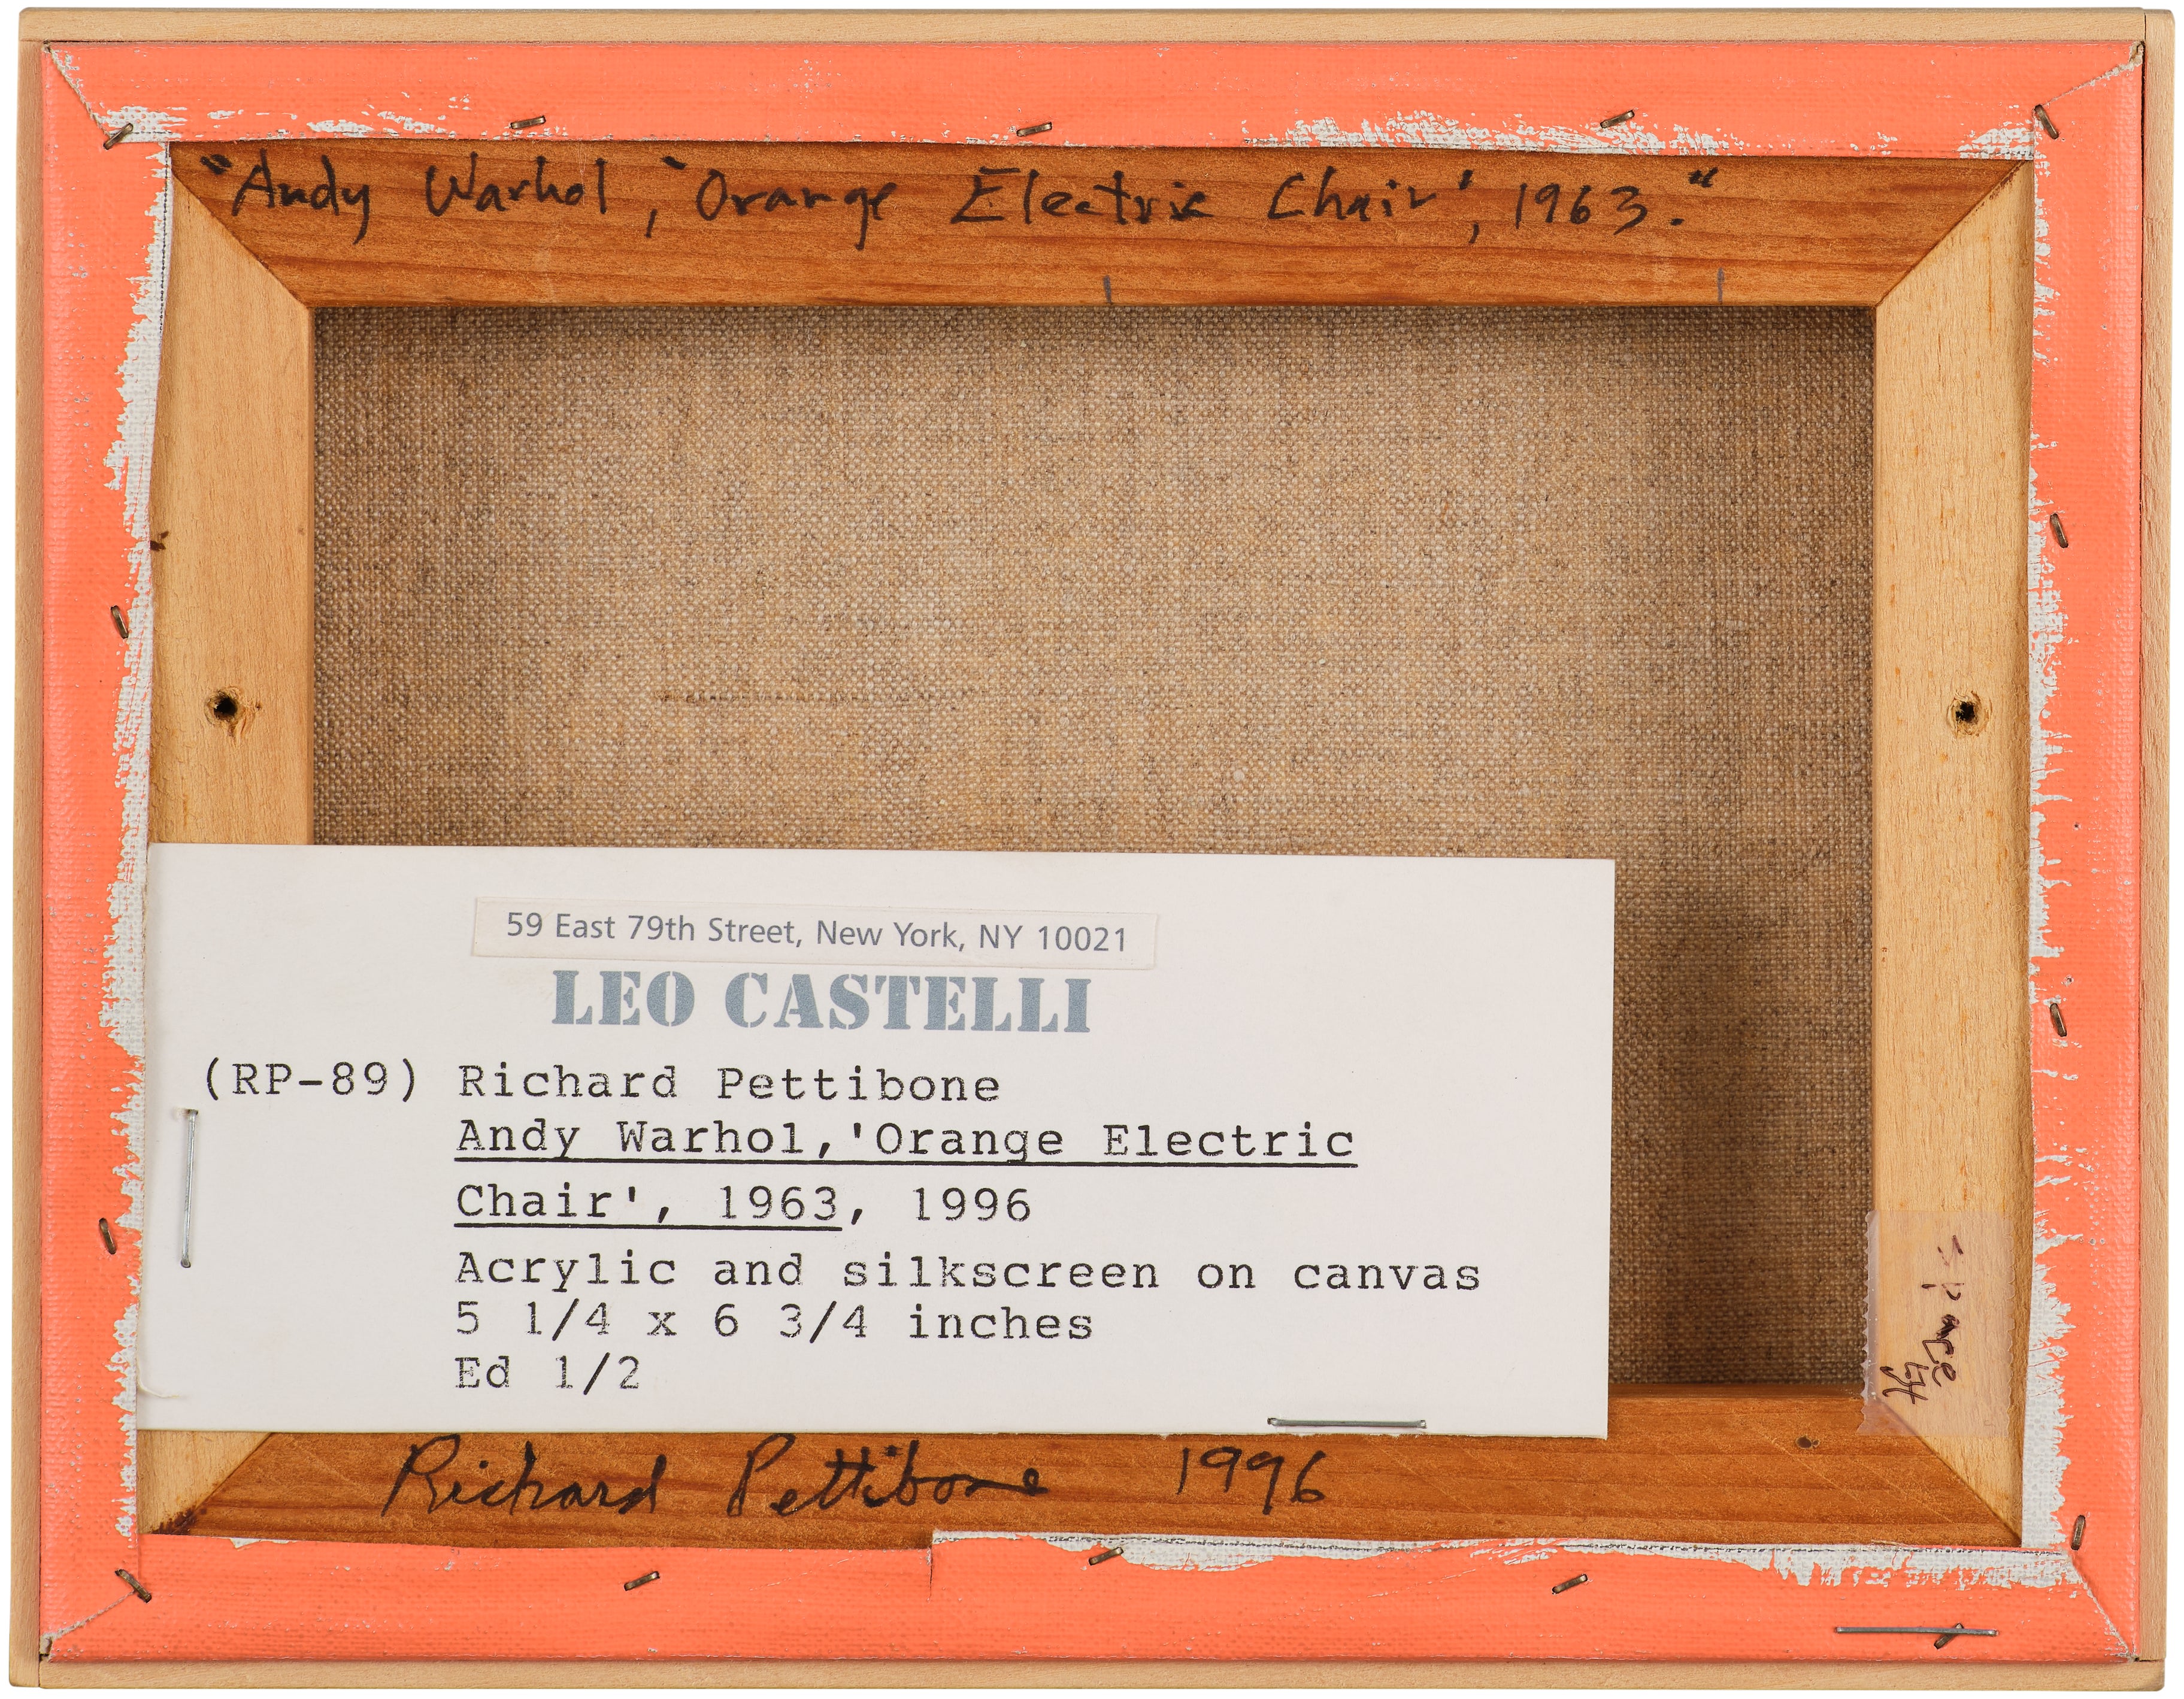 "Andy Warhol, 'Orange Electric Chair', 1963."
59 East 79th Street, New York, NY 10021
LEO CASTELLI
(RP-89) Richard Pettibone
Andy Warhol,'Orange Electric
Chair', 1963, 1996
Acrylic and silkscreen on canvas
5 1/4 x 6 3/4 inches
Ed 1/2
Richard Pettibone 1996